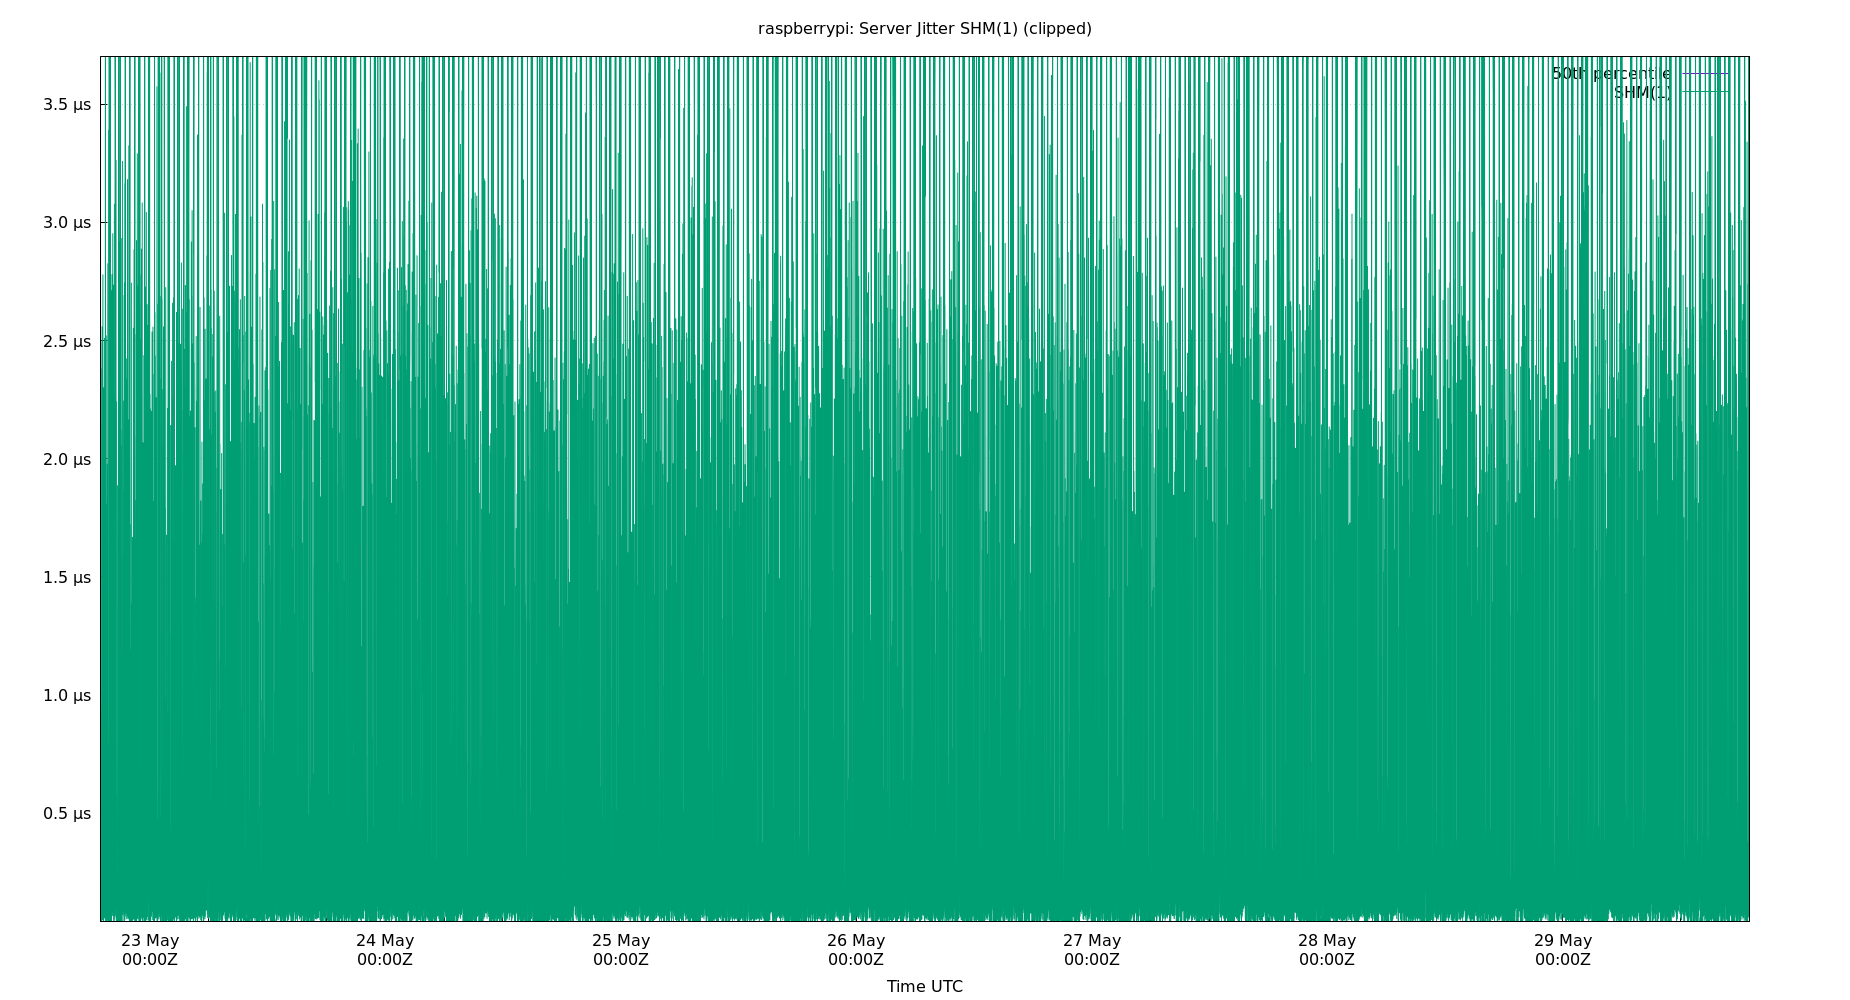 raspberrypi: Server Jitter SHM(1) (clipped)
50th percentile
SHM(1)
3.5 µs
3.0 µs
2.5 µs
2.0 µs
1.5 µs
1.0 µs
0.5 µs
23 May 24 May 25 May 26 May 27 May 28 May 29 May
00:00Z 00:00Z 00:00Z 00:00Z 00:00Z 00:00Z 00:00Z
Time UTC